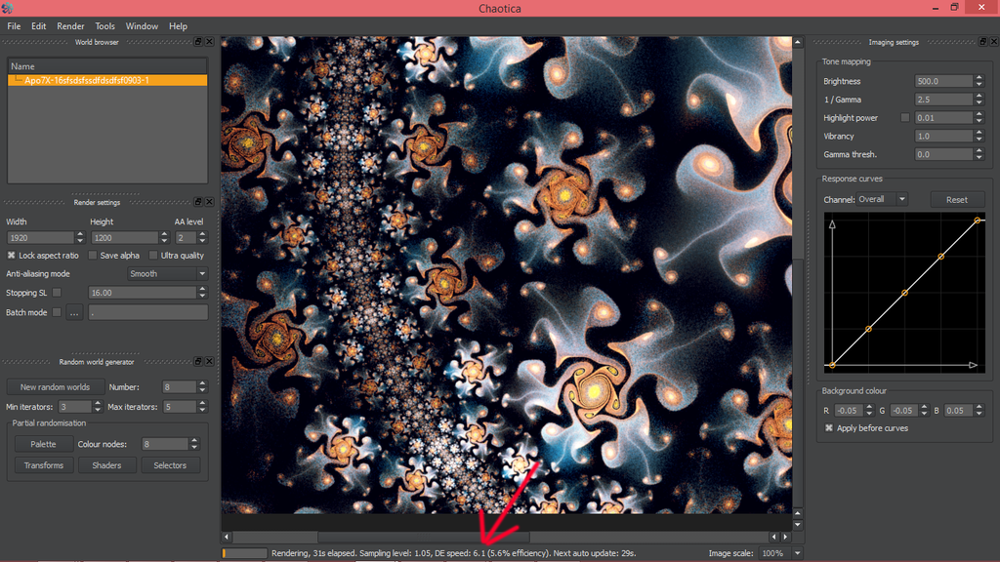 Chaotica
File Edit Render Tools Window Help
World browser
Name
Apo7X-16sfsdsfssdfdsdfsf0903-1
Render settings
Width Height AA level
1920 1200 2
Lock aspect ratio Save alpha Ultra quality
Anti-aliasing mode Smooth
Stopping SL 16.00
Batch mode ... .
Random world generator
New random worlds Number: 8
Min iterators: 3 Max iterators: 5
Partial randomisation
Palette Colour nodes: 8
Transforms Shaders Selectors
Rendering, 31s elapsed. Sampling level: 1.05, DE speed: 6.1 (5.6% efficiency). Next auto update: 29s.
Image scale: 100%
Imaging settings
Tone mapping
Brightness 500.0
1 / Gamma 2.5
Highlight power 0.01
Vibrancy 1.0
Gamma thresh. 0.0
Response curves
Channel: Overall Reset
Background colour
R -0.05 G -0.05 B 0.05
Apply before curves